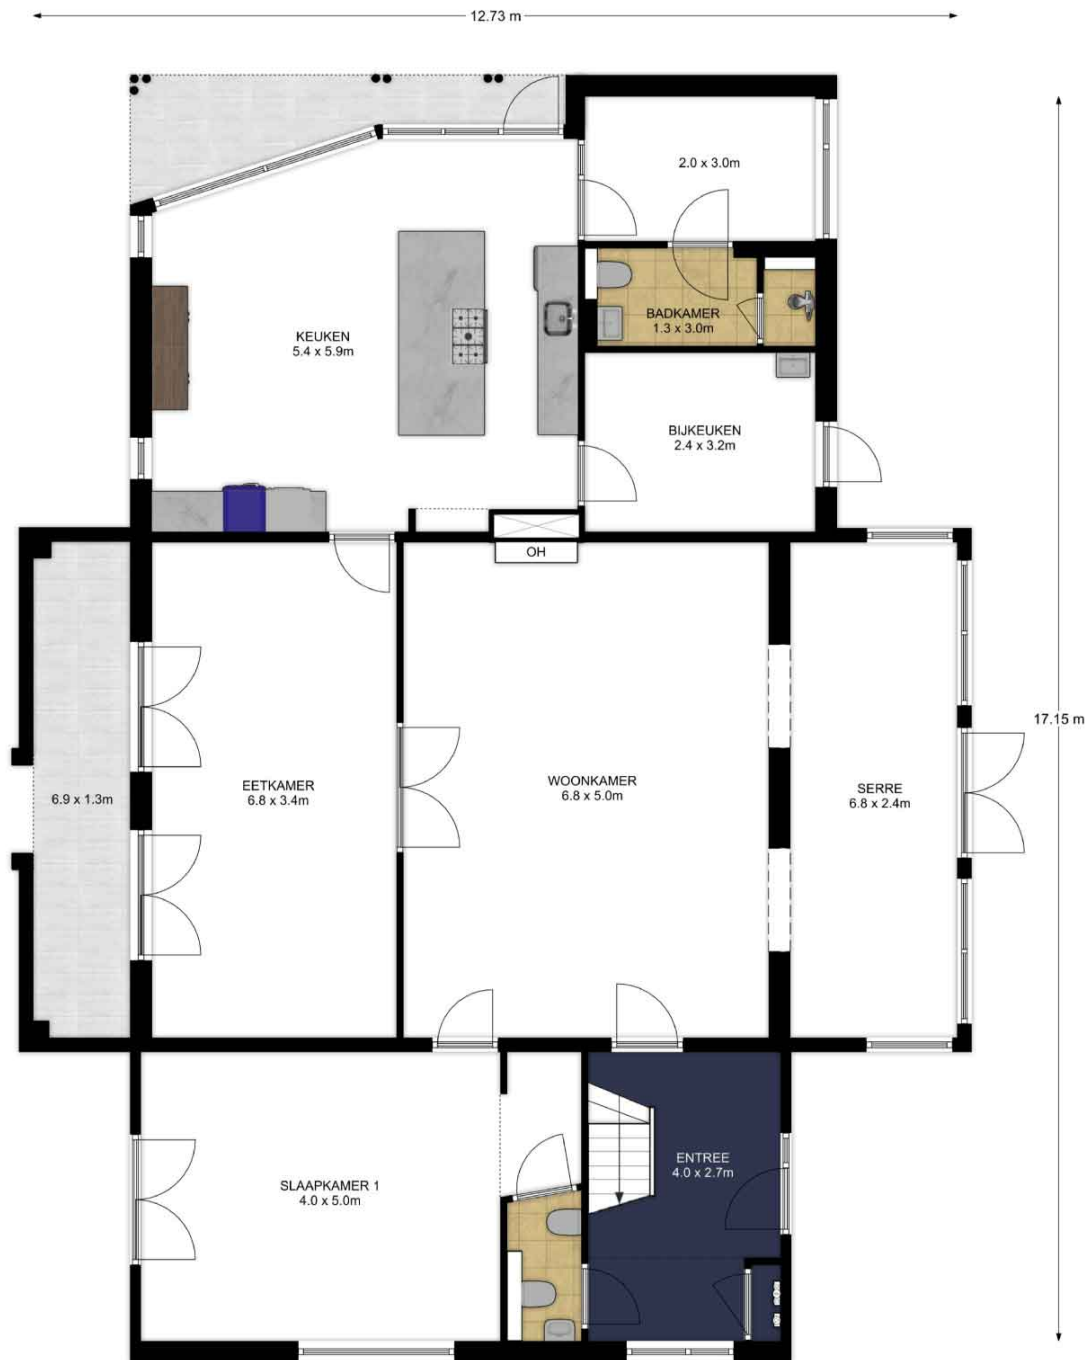 12.73 m
2.0 x 3.0m
BADKAMER
1.3 x 3.0m
KEUKEN
5.4 x 5.9m
BIJKEUKEN
2.4 x 3.2m
OH
17.15 m
6.9 x 1.3m
EETKAMER
6.8 x 3.4m
WOONKAMER
6.8 x 5.0m
SERRE
6.8 x 2.4m
SLAAPKAMER 1
4.0 x 5.0m
ENTREE
4.0 x 2.7m